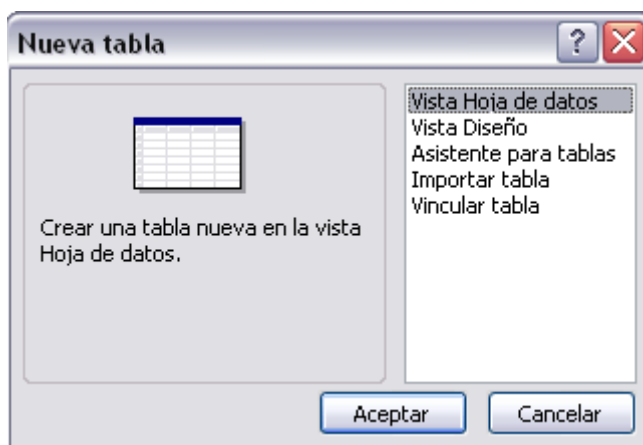 Nueva tabla
Crear una tabla nueva en la vista
Hoja de datos.
Vista Hoja de datos
Vista Diseño
Asistente para tablas
Importar tabla
Vincular tabla
Aceptar
Cancelar